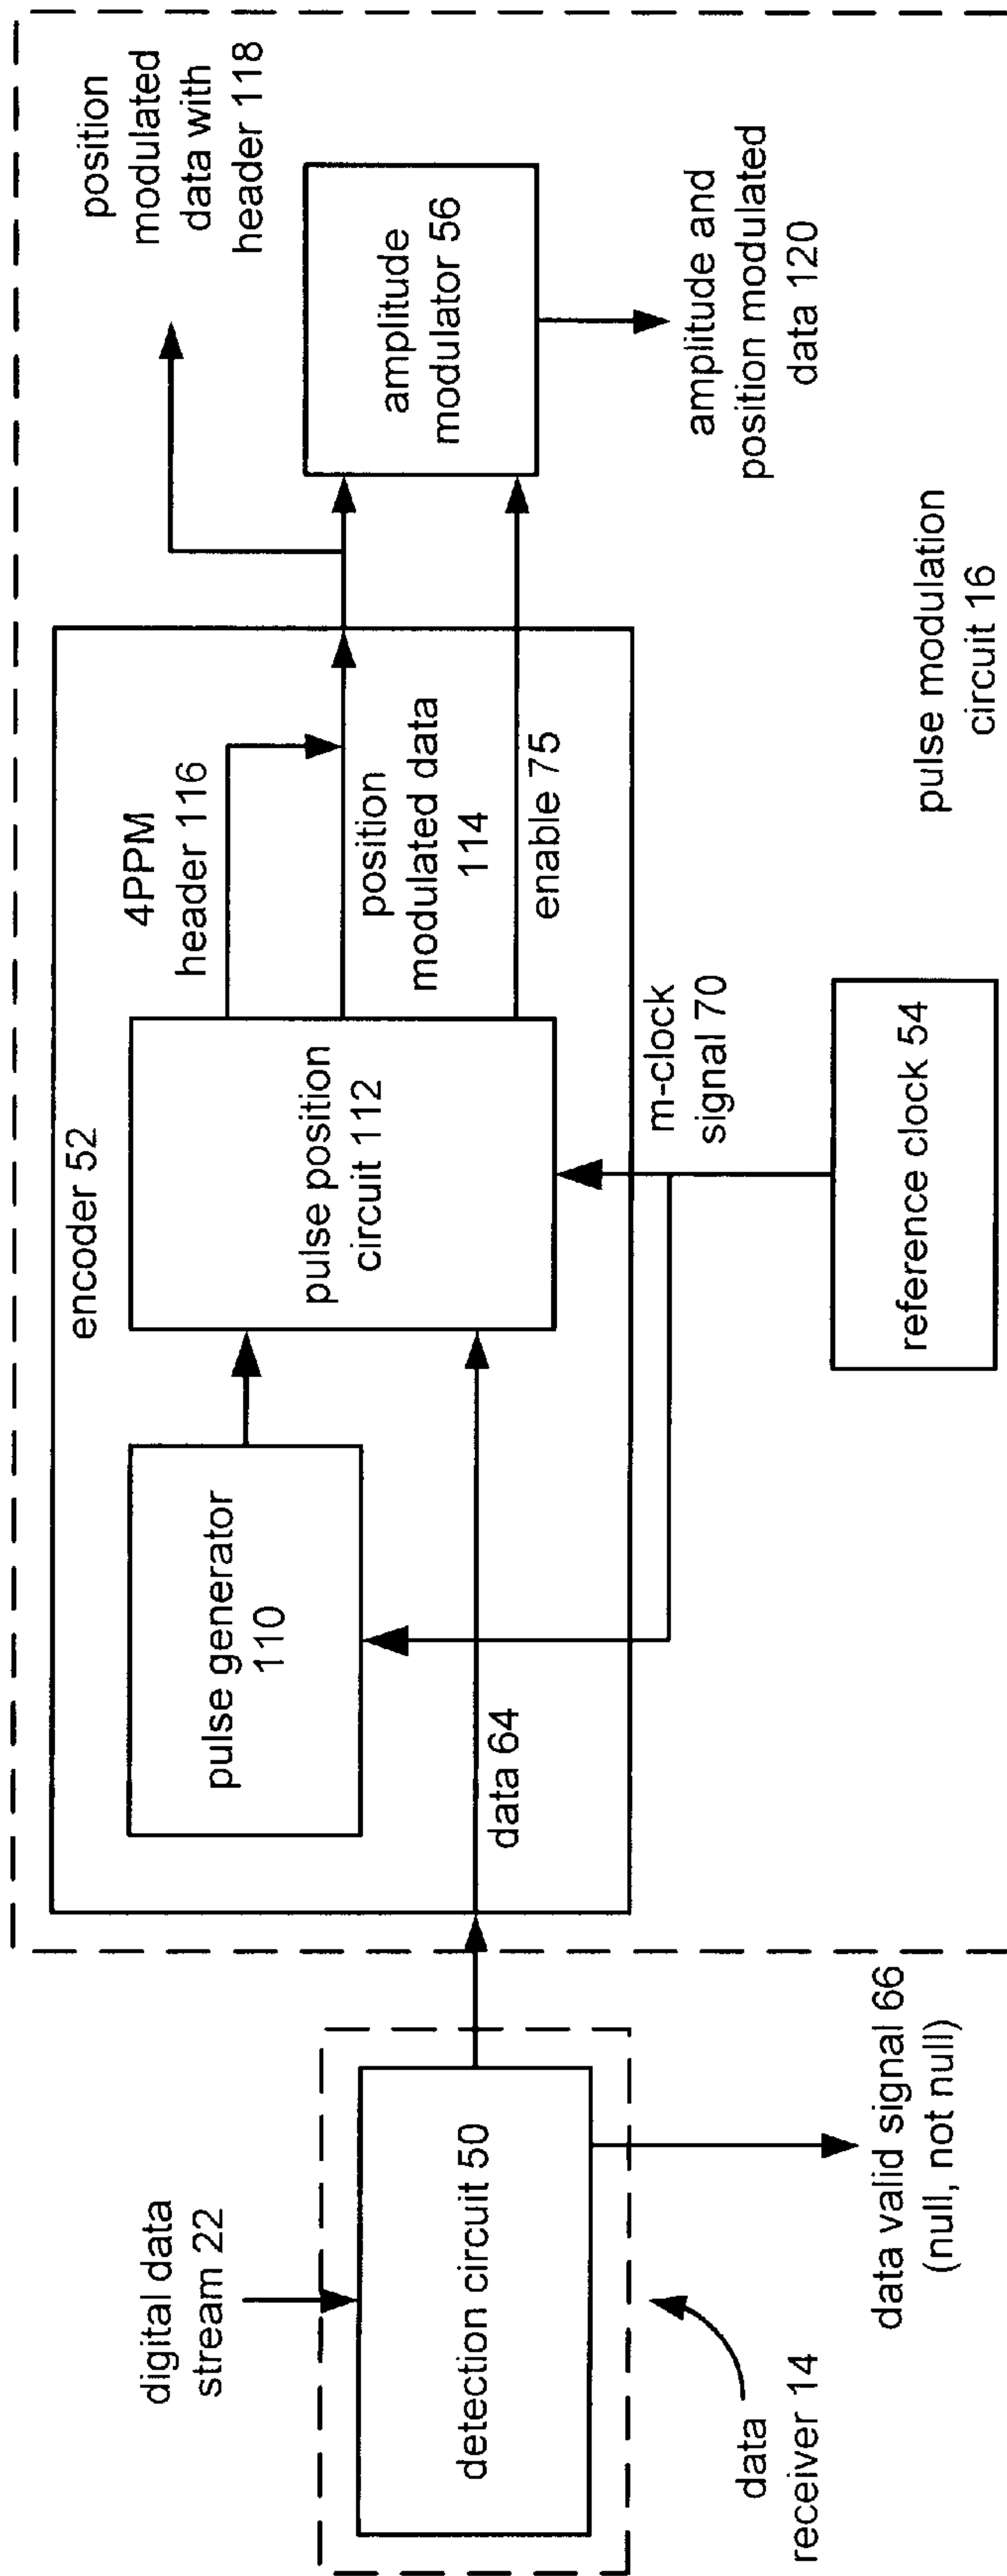 digital data
stream 22
detection circuit 50
data
receiver 14
data valid signal 66
(null, not null)
encoder 52
pulse generator
110
data 64
pulse position
circuit 112
4PPM
header 116
position
modulated data
114
enable 75
m-clock
signal 70
reference clock 54
position
modulated
data with
header 118
amplitude
modulator 56
amplitude and
position modulated
data 120
pulse modulation
circuit 16